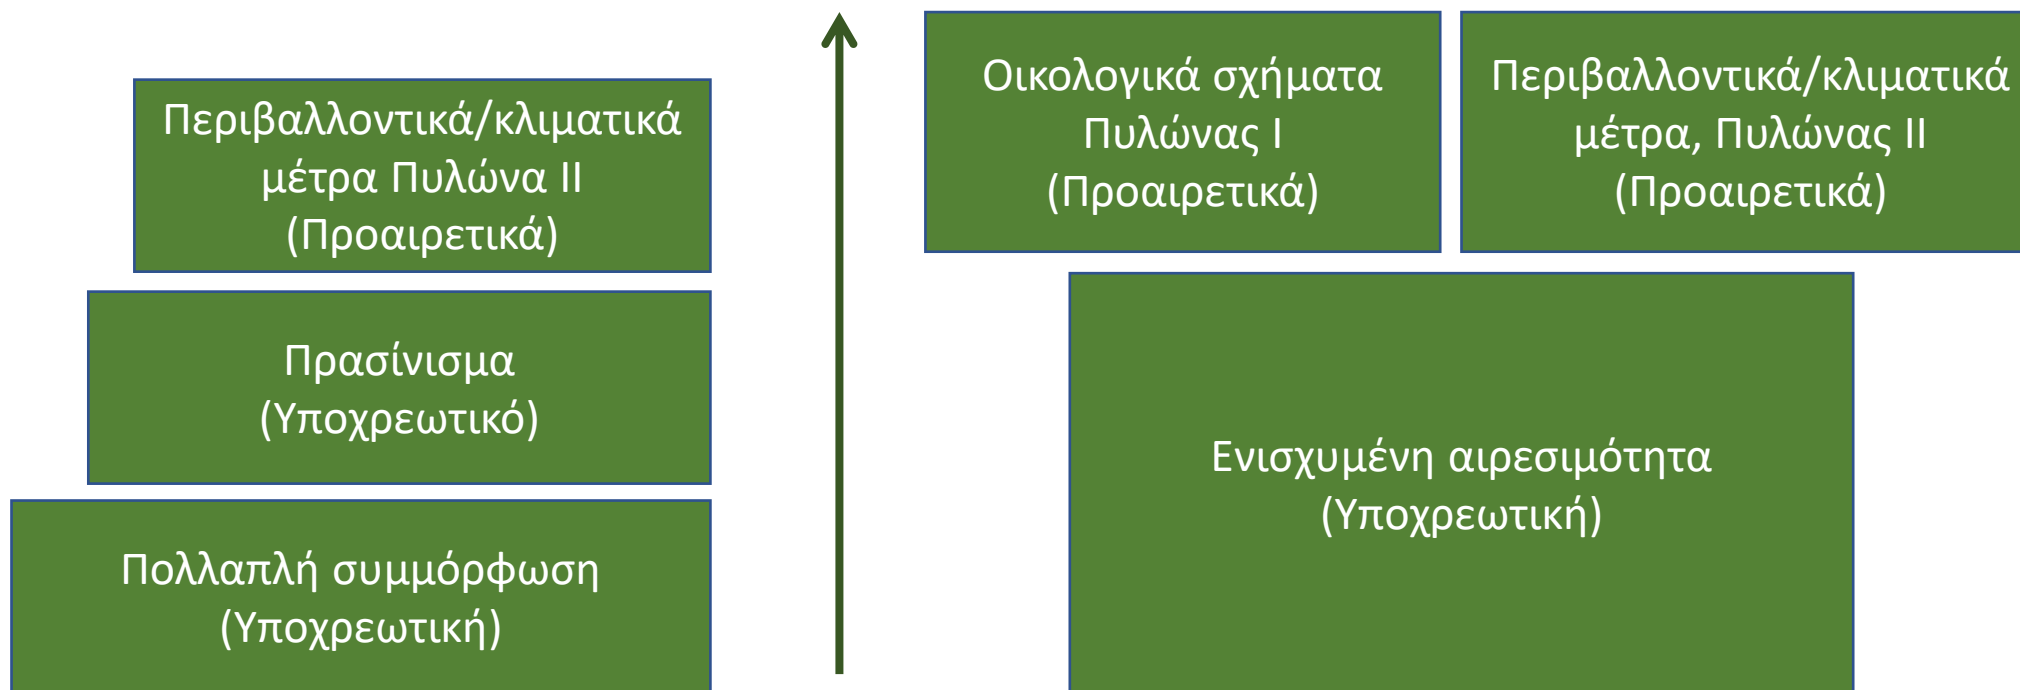 Περιβαλλοντικά/κλιματικά
μέτρα Πυλώνα ΙΙ
(Προαιρετικά)
Πρασίνισμα
(Υποχρεωτικό)
Πολλαπλή συμμόρφωση
(Υποχρεωτική)
Οικολογικά σχήματα
Πυλώνας Ι
(Προαιρετικά)
Περιβαλλοντικά/κλιματικά
μέτρα, Πυλώνας ΙΙ
(Προαιρετικά)
Ενισχυμένη αιρεσιμότητα
(Υποχρεωτική)